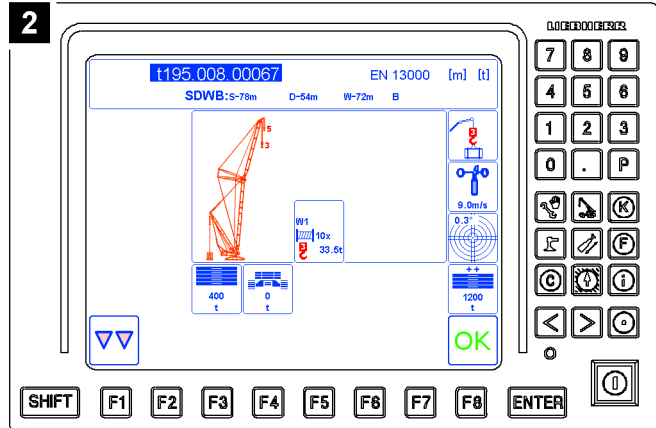 2
LIEBHERR
t195.008.00067 EN 13000 [m] [t]
SDWB:S-78m D-54m W-72m B
5
3
3
9.0m/s
W1
10x
3
33.5t
0.3°
400
t
0
t
++
1200
t
OK
7 8 9
4 5 6
1 2 3
0 . P
K
F
C i
< >
SHIFT F1 F2 F3 F4 F5 F6 F7 F8 ENTER